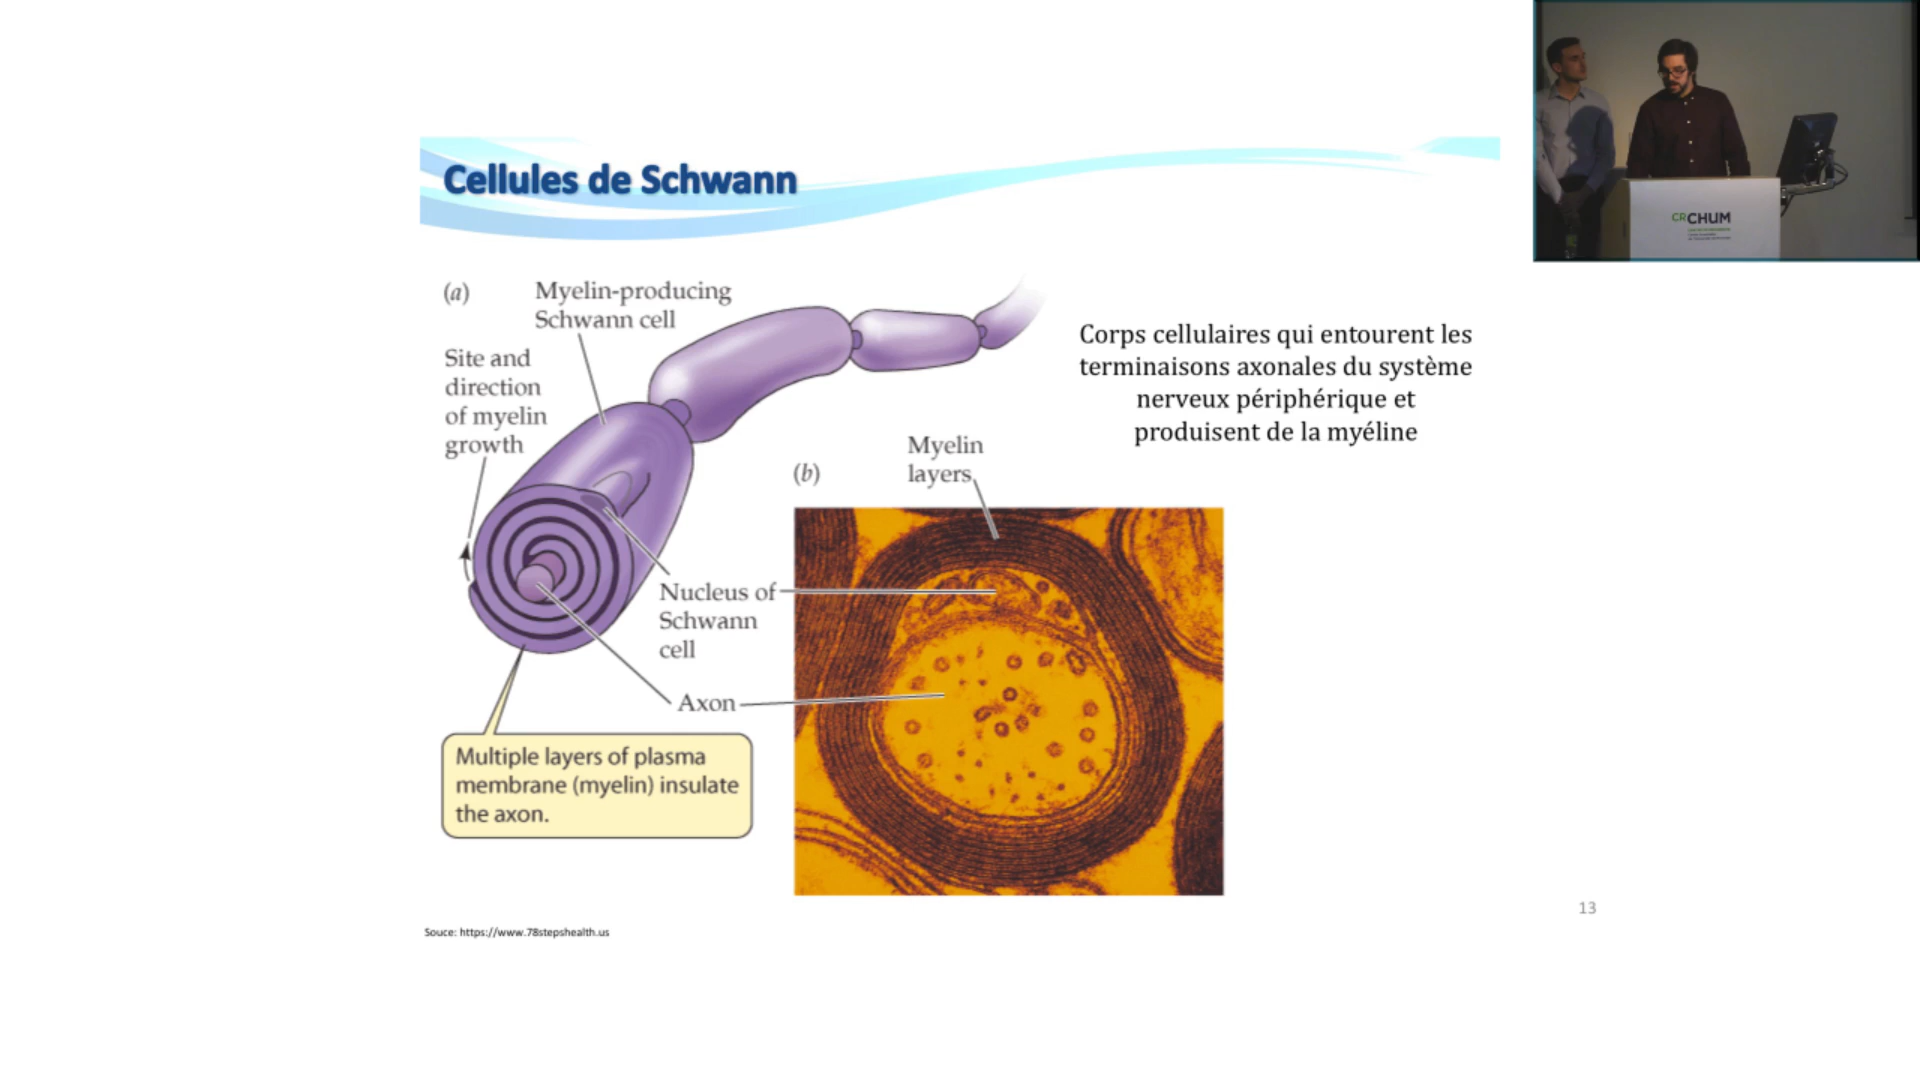 Cellules de Schwann
(a)
Myelin-producing
Schwann cell
Site and
direction
of myelin
growth
Corps cellulaires qui entourent les
terminaisons axonales du système
nerveux périphérique et
produisent de la myéline
(b)
Myelin
layers
Nucleus of
Schwann
cell
Axon
Multiple layers of plasma
membrane (myelin) insulate
the axon.
Souce: https://www.78stepshealth.us
13
CRCHUM